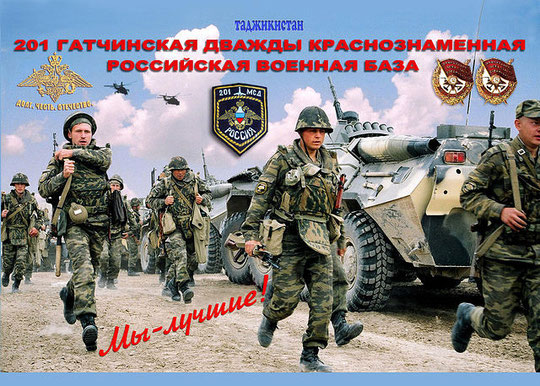 ТАДЖИКИСТАН
201 ГАТЧИНСКАЯ ДВАЖДЫ КРАСНОЗНАМЕННАЯ
РОССИЙСКАЯ ВОЕННАЯ БАЗА
ДОЛГ. ЧЕСТЬ. ОТЕЧЕСТВО.
201 МСД
РОССИЯ
Мы-лучшие!